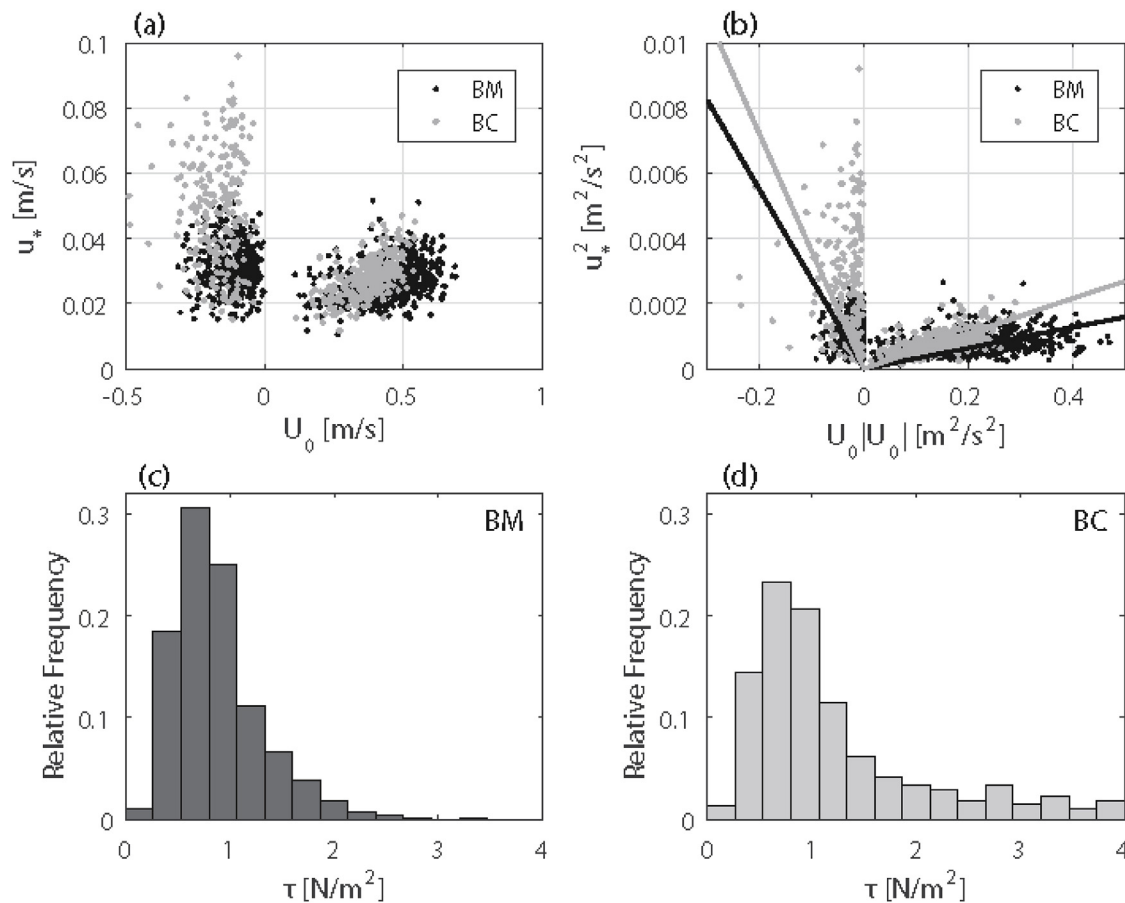 (a)
0.1
0.08
0.06
0.04
0.02
0
u* [m/s]
BM
BC
-0.5 0 0.5 1
U₀ [m/s]
(b)
0.01
0.008
0.006
0.004
0.002
0
u*² [m²/s²]
BM
BC
-0.2 0 0.2 0.4
U₀|U₀| [m²/s²]
(c)
BM
0.3
0.2
0.1
0
Relative Frequency
0 1 2 3 4
τ [N/m²]
(d)
BC
0.3
0.2
0.1
0
Relative Frequency
0 1 2 3 4
τ [N/m²]